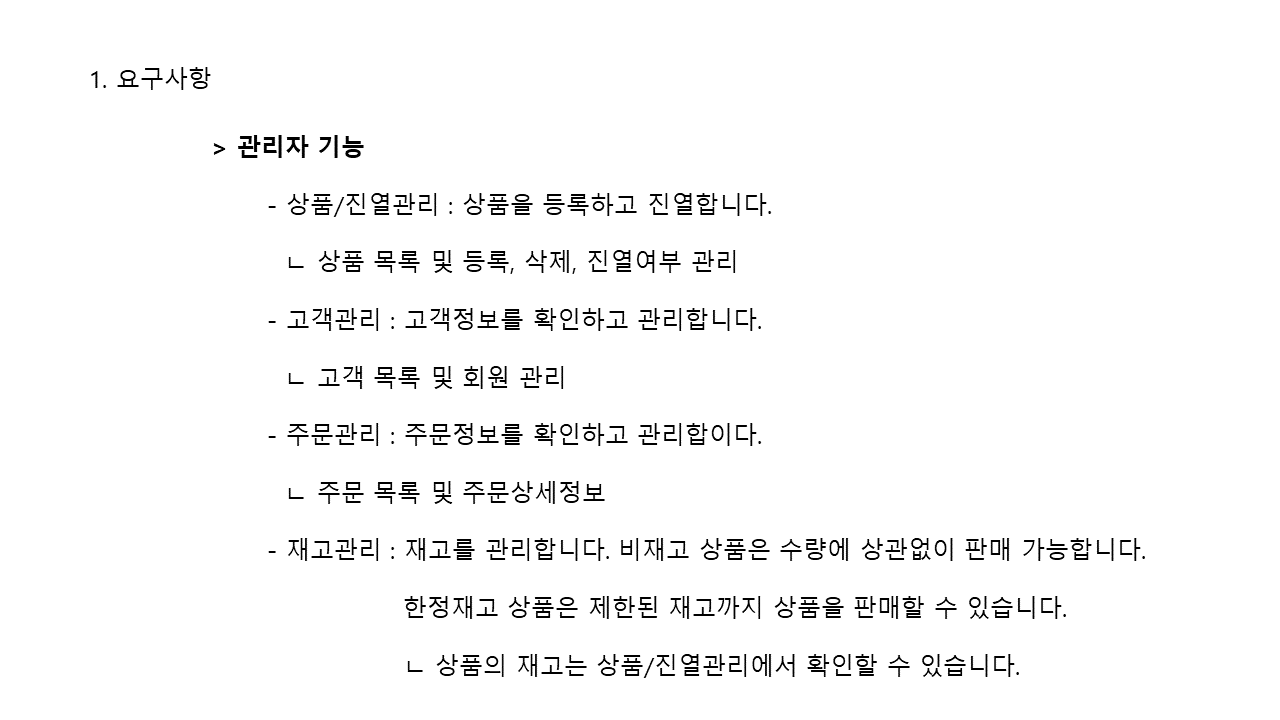 1. 요구사항
> 관리자 기능
- 상품/진열관리 : 상품을 등록하고 진열합니다.
ㄴ 상품 목록 및 등록, 삭제, 진열여부 관리
- 고객관리 : 고객정보를 확인하고 관리합니다.
ㄴ 고객 목록 및 회원 관리
- 주문관리 : 주문정보를 확인하고 관리합이다.
ㄴ 주문 목록 및 주문상세정보
- 재고관리 : 재고를 관리합니다. 비재고 상품은 수량에 상관없이 판매 가능합니다.
한정재고 상품은 제한된 재고까지 상품을 판매할 수 있습니다.
ㄴ 상품의 재고는 상품/진열관리에서 확인할 수 있습니다.